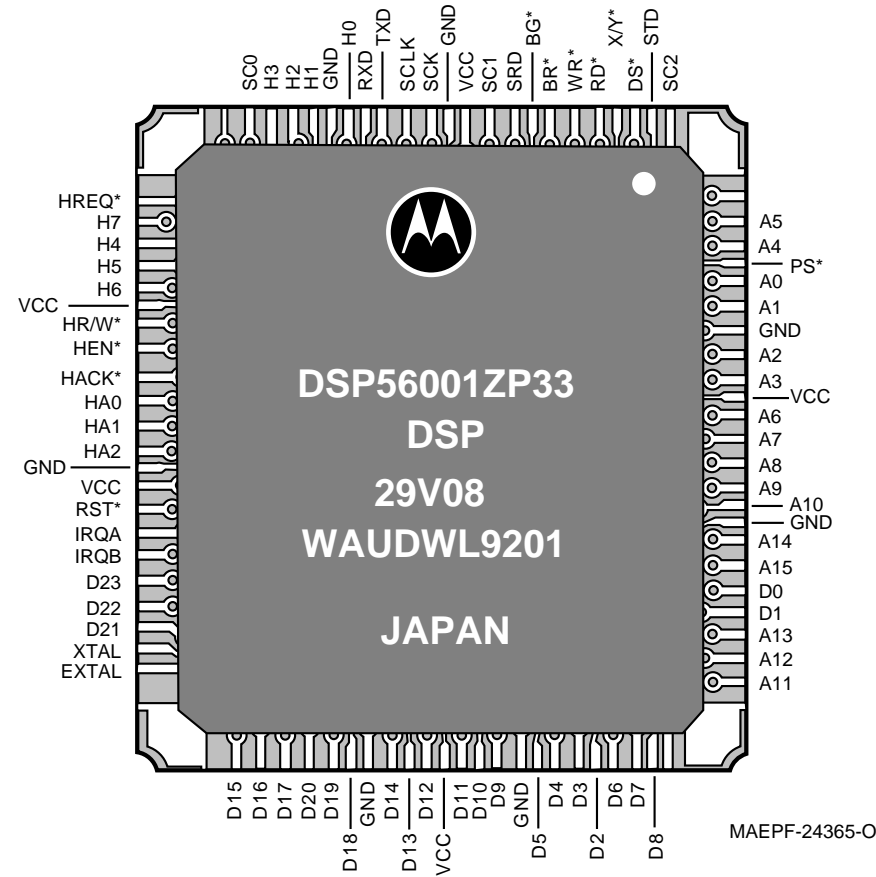 SC0
H3
H2
H1
GND
H0
RXD
TXD
SCLK
SCK
GND
VCC
SC1
SRD
BG*
BR*
WR*
RD*
X/Y*
DS*
STD
SC2
HREQ*
H7
H4
H5
H6
VCC
HR/W*
HEN*
HACK*
HA0
HA1
HA2
GND
VCC
RST*
IRQA
IRQB
D23
D22
D21
XTAL
EXTAL
DSP56001ZP33
DSP
29V08
WAUDWL9201
JAPAN
A5
A4
PS*
A0
A1
GND
A2
A3
VCC
A6
A7
A8
A9
A10
GND
A14
A15
D0
D1
A13
A12
A11
D15
D16
D17
D20
D19
D18
GND
D14
D13
D12
VCC
D11
D10
D9
GND
D5
D4
D3
D2
D6
D7
D8
MAEPF-24365-O